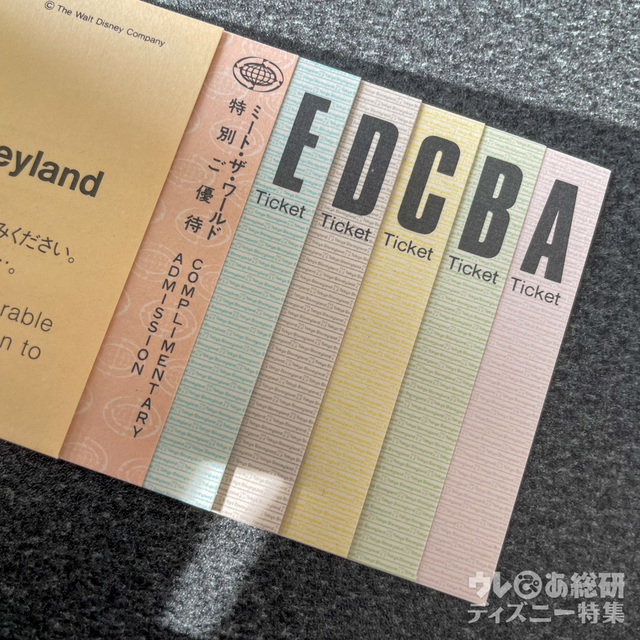 © The Walt Disney Company
eyland
みください。
…。
rable
n to
ミート・ザ・ワールド
特別ご優待
COMPLIMENTARY
ADMISSION
E
Ticket
D
Ticket
C
Ticket
B
Ticket
A
Ticket
ウレぴあ総研
ディズニー特集